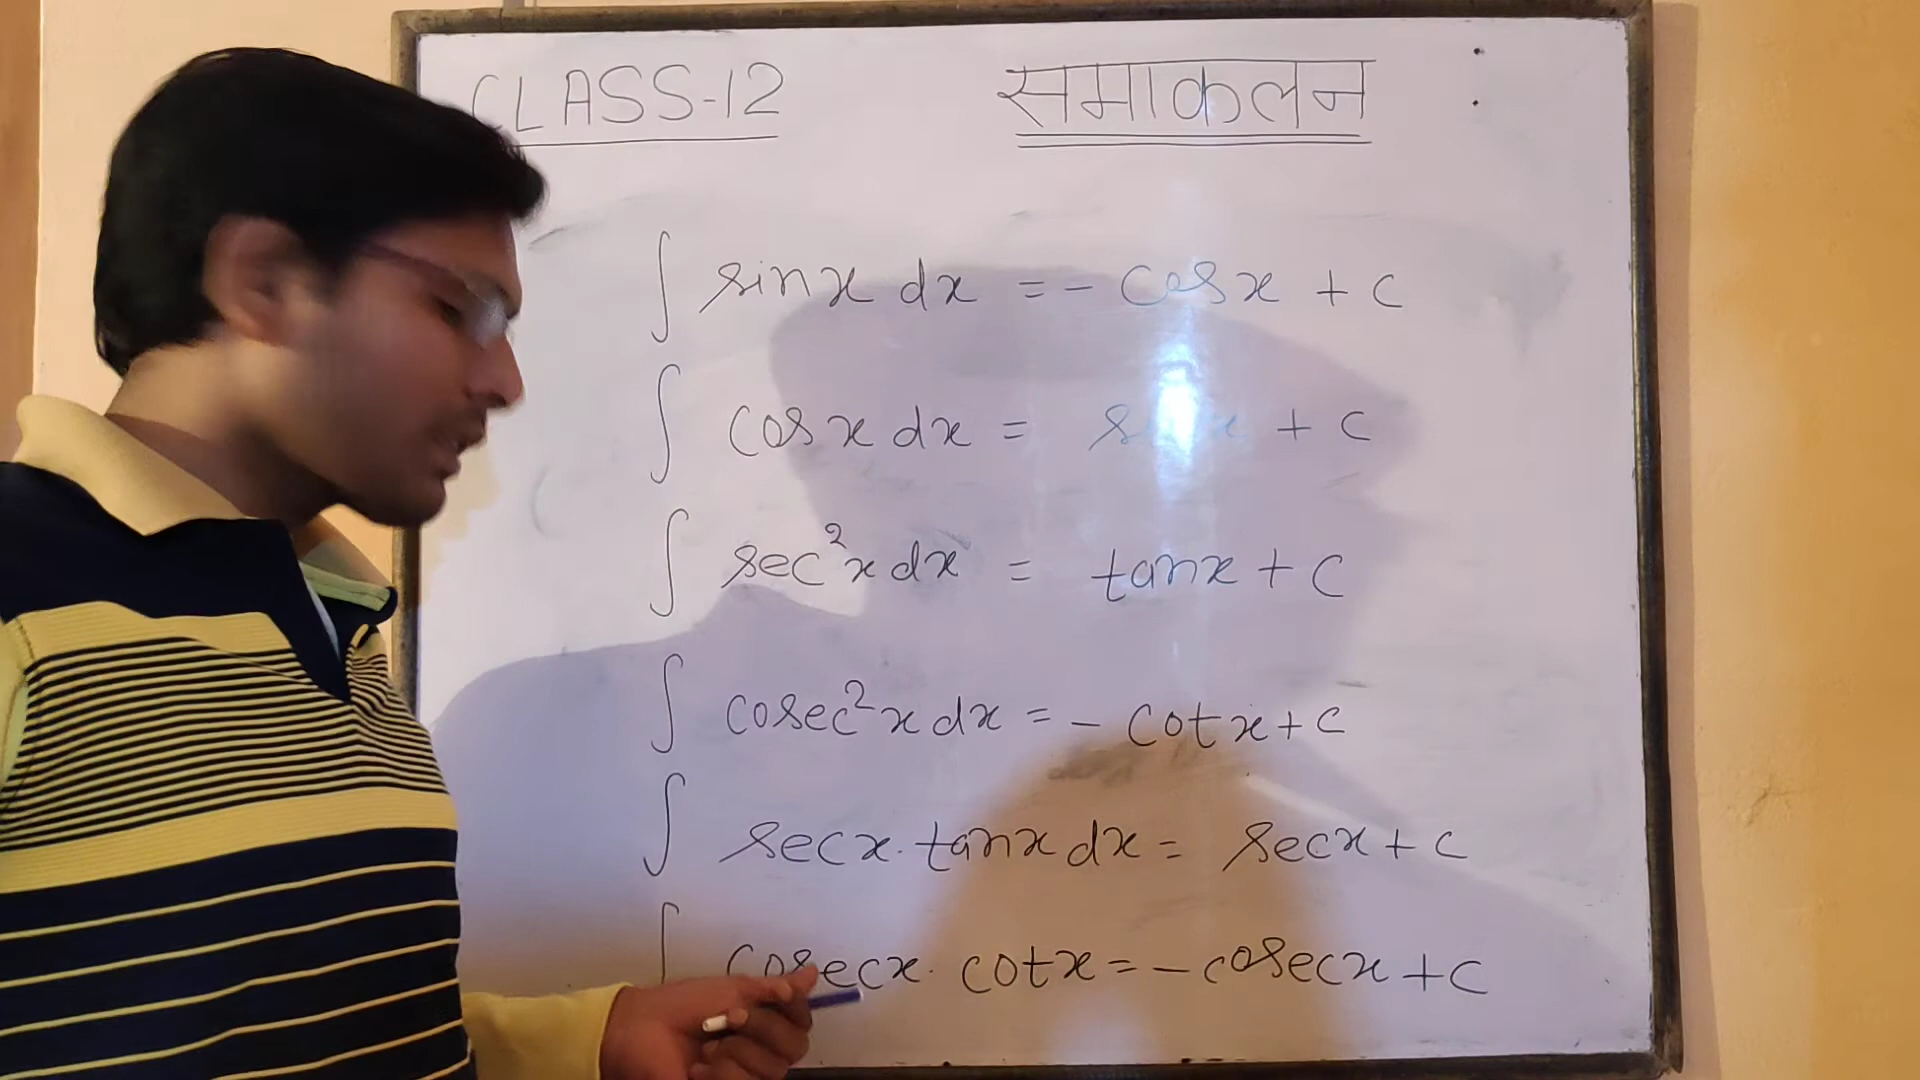 CLASS-12 समाकलन :
∫ sinx dx = - cosx + c
∫ cosx dx = sinx + c
∫ sec²x dx = tanx + c
∫ cosec²x dx = - cotx + c
∫ secx. tanx dx = secx + c
∫ cosecx. cotx = - cosecx + c